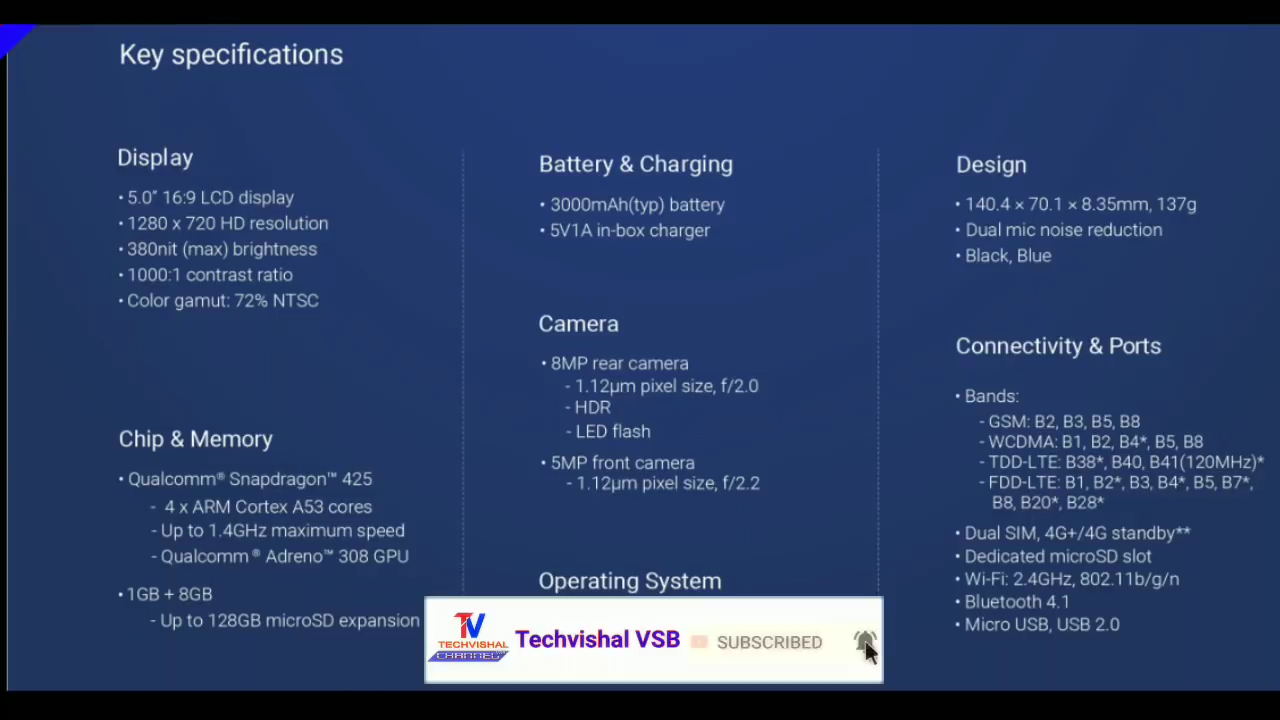 Key specifications
Display
• 5.0” 16:9 LCD display
• 1280 x 720 HD resolution
• 380nit (max) brightness
• 1000:1 contrast ratio
• Color gamut: 72% NTSC
Chip & Memory
• Qualcomm® Snapdragon™ 425
- 4 x ARM Cortex A53 cores
- Up to 1.4GHz maximum speed
- Qualcomm ® Adreno™ 308 GPU
• 1GB + 8GB
- Up to 128GB microSD expansion
Battery & Charging
• 3000mAh(typ) battery
• 5V1A in-box charger
Camera
• 8MP rear camera
- 1.12μm pixel size, f/2.0
- HDR
- LED flash
• 5MP front camera
- 1.12μm pixel size, f/2.2
Operating System
Design
• 140.4 × 70.1 × 8.35mm, 137g
• Dual mic noise reduction
• Black, Blue
Connectivity & Ports
• Bands:
- GSM: B2, B3, B5, B8
- WCDMA: B1, B2, B4*, B5, B8
- TDD-LTE: B38*, B40, B41(120MHz)*
- FDD-LTE: B1, B2*, B3, B4*, B5, B7*,
B8, B20*, B28*
• Dual SIM, 4G+/4G standby**
• Dedicated microSD slot
• Wi-Fi: 2.4GHz, 802.11b/g/n
• Bluetooth 4.1
• Micro USB, USB 2.0
TV
TECHVISHAL
CHANNEL
Techvishal VSB
SUBSCRIBED